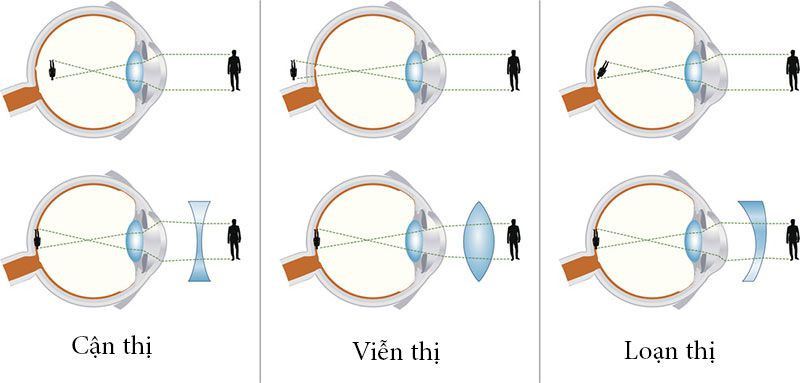 Cận thị
Viễn thị
Loạn thị